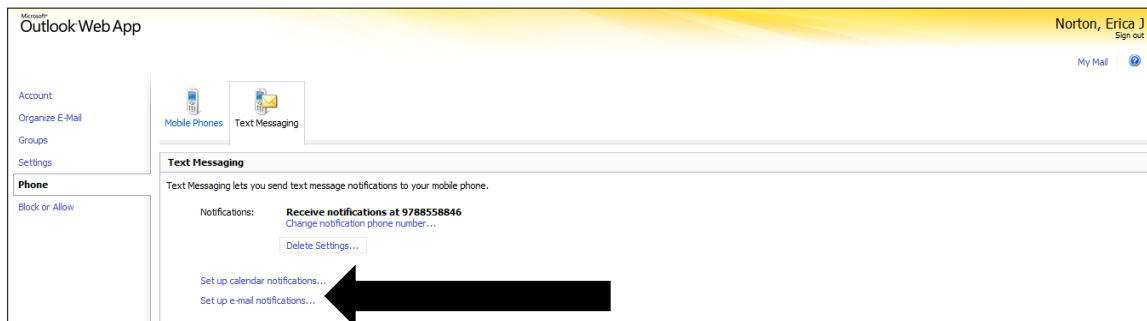 Microsoft
Outlook Web App
Norton, Erica J
Sign out
My Mail
Account
Organize E-Mail
Groups
Settings
Phone
Block or Allow
Mobile Phones Text Messaging
Text Messaging
Text Messaging lets you send text message notifications to your mobile phone.
Notifications: Receive notifications at 9788558846
Change notification phone number...
Delete Settings...
Set up calendar notifications...
Set up e-mail notifications...